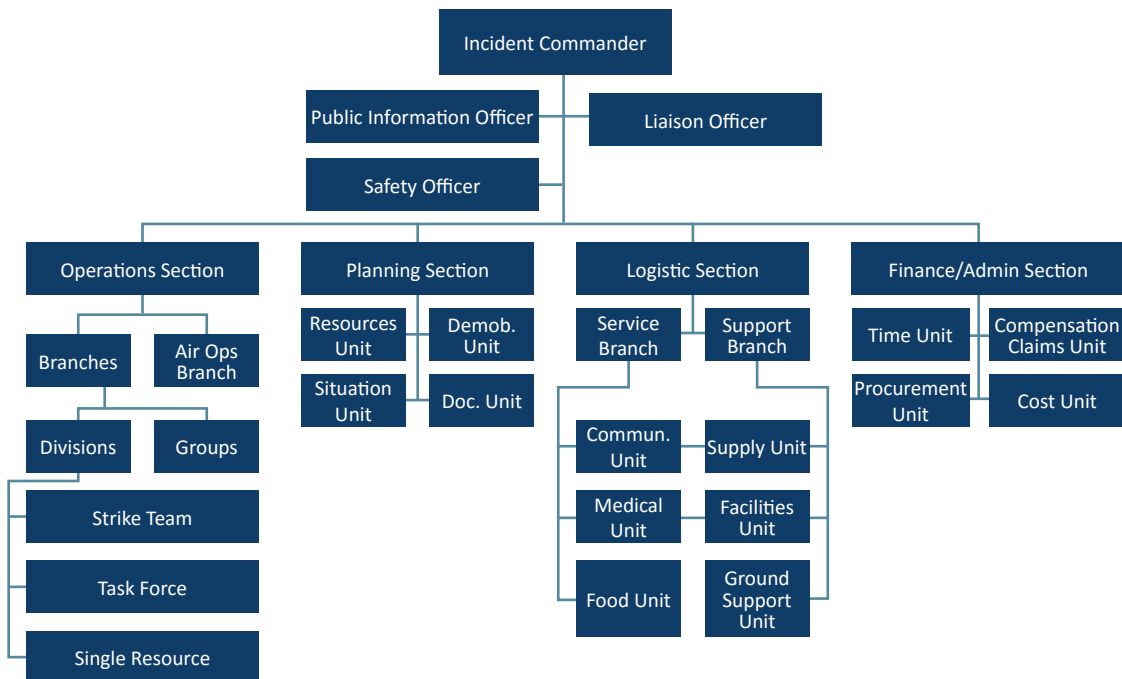 Incident Commander
Public Information Officer
Liaison Officer
Safety Officer
Operations Section
Planning Section
Logistic Section
Finance/Admin Section
Branches
Air Ops
Branch
Divisions
Groups
Strike Team
Task Force
Single Resource
Resources
Unit
Demob.
Unit
Situation
Unit
Doc. Unit
Service
Branch
Support
Branch
Commun.
Unit
Supply Unit
Medical
Unit
Facilities
Unit
Food Unit
Ground
Support
Unit
Time Unit
Compensation
Claims Unit
Procurement
Unit
Cost Unit